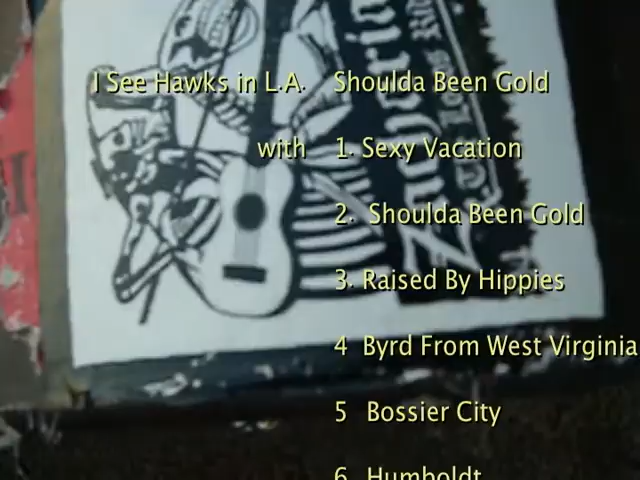 I See Hawks in L.A. Shoulda Been Gold
with 1. Sexy Vacation
2. Shoulda Been Gold
3. Raised By Hippies
4 Byrd From West Virginia
5 Bossier City
6 Humboldt